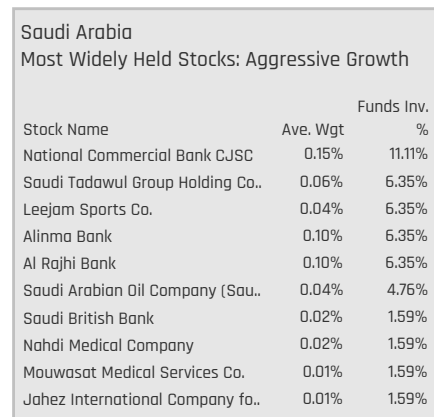 Saudi Arabia
Most Widely Held Stocks: Aggressive Growth
Funds Inv.
Stock Name Ave. Wgt %
National Commercial Bank CJSC 0.15% 11.11%
Saudi Tadawul Group Holding Co.. 0.06% 6.35%
Leejam Sports Co. 0.04% 6.35%
Alinma Bank 0.10% 6.35%
Al Rajhi Bank 0.10% 6.35%
Saudi Arabian Oil Company (Sau.. 0.04% 4.76%
Saudi British Bank 0.02% 1.59%
Nahdi Medical Company 0.02% 1.59%
Mouwasat Medical Services Co. 0.01% 1.59%
Jahez International Company fo.. 0.01% 1.59%